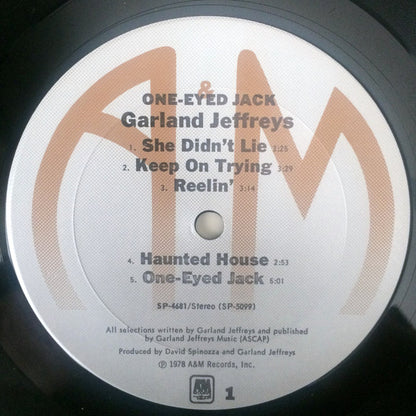 A&M
ONE-EYED JACK
Garland Jeffreys
1. She Didn't Lie 3:25
2. Keep On Trying 3:29
3. Reelin' 3:14
4. Haunted House 2:53
5. One-Eyed Jack 6:01
SP-4681/Stereo (SP-5099)
All selections written by Garland Jeffreys and published
by Garland Jeffreys Music (ASCAP)
Produced by David Spinozza and Garland Jeffreys
℗ 1978 A&M Records, Inc.
A&M
RECORDS
1